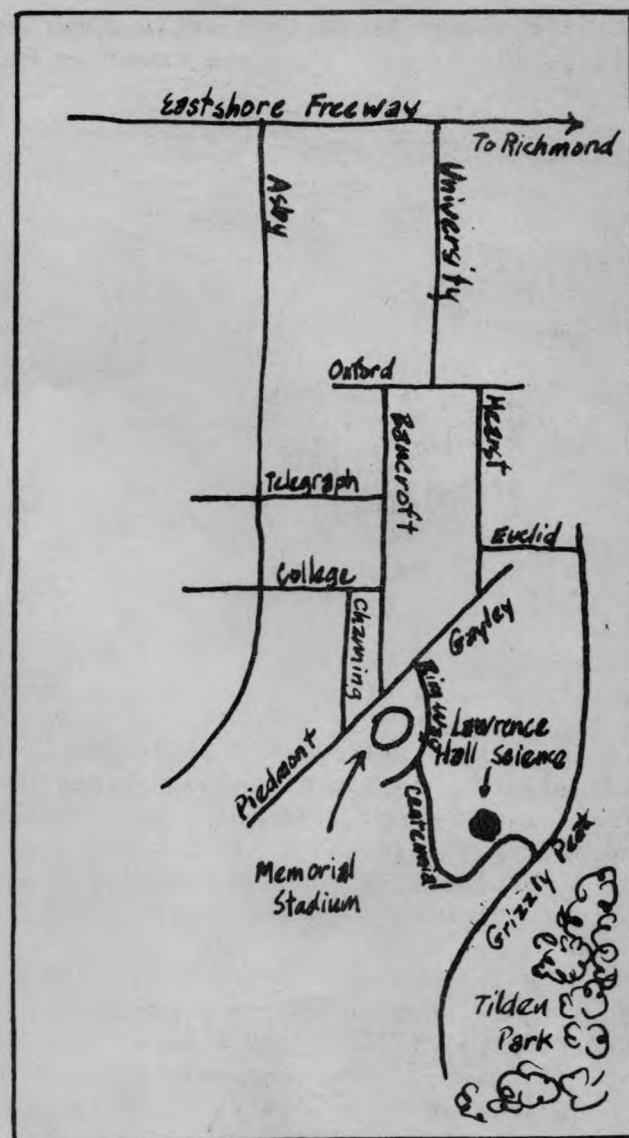 Eastshore Freeway
To Richmond
Asby
University
Oxford
Bancroft
Hearst
Telegraph
Euclid
College
Channing
Gayley
Rim Way
Lawrence
Hall Science
Piedmont
Centennial
Memorial
Stadium
Grizzly Peak
Tilden
Park